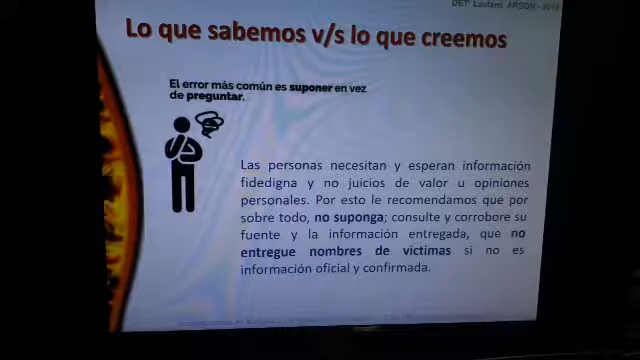 Lo que sabemos v/s lo que creemos
El error más común es suponer en vez
de preguntar.
Las personas necesitan y esperan información
fidedigna y no juicios de valor u opiniones
personales. Por esto le recomendamos que por
sobre todo, no suponga; consulte y corrobore su
fuente y la información entregada, que no
entregue nombres de victimas si no es
información oficial y confirmada.